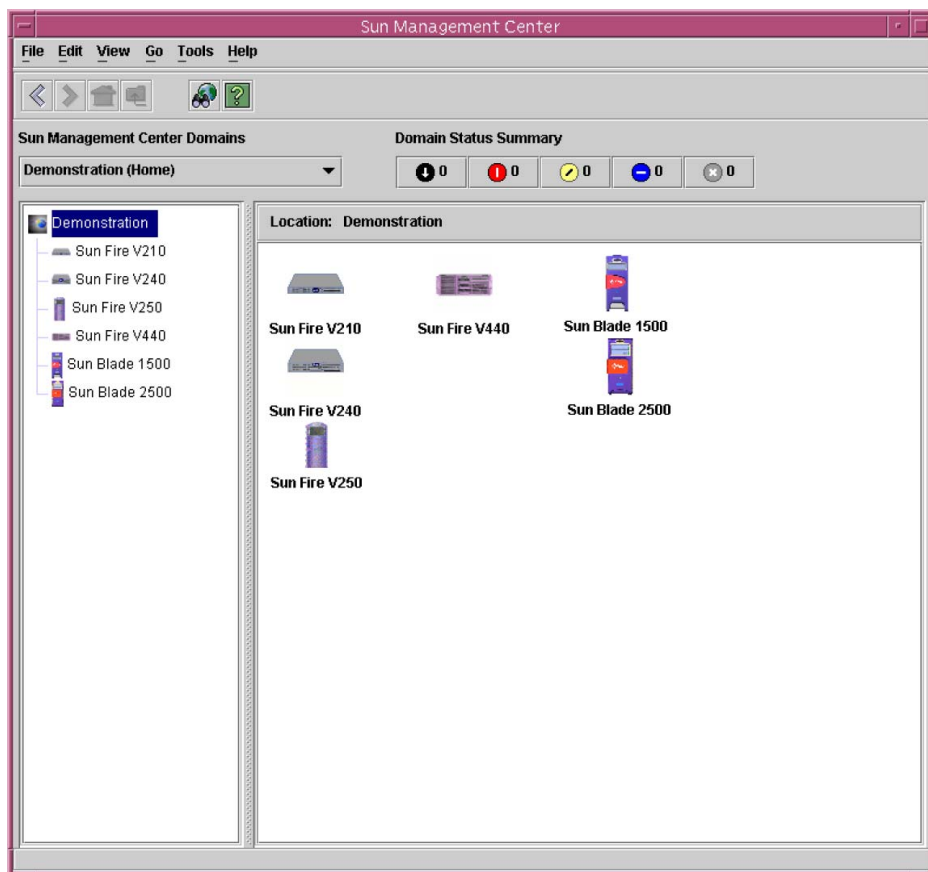 Sun Management Center
File Edit View Go Tools Help
Sun Management Center Domains
Domain Status Summary
Demonstration (Home)
0 0 0 0 0
Demonstration
Sun Fire V210
Sun Fire V240
Sun Fire V250
Sun Fire V440
Sun Blade 1500
Sun Blade 2500
Location: Demonstration
Sun Fire V210 Sun Fire V440 Sun Blade 1500
Sun Fire V240 Sun Blade 2500
Sun Fire V250